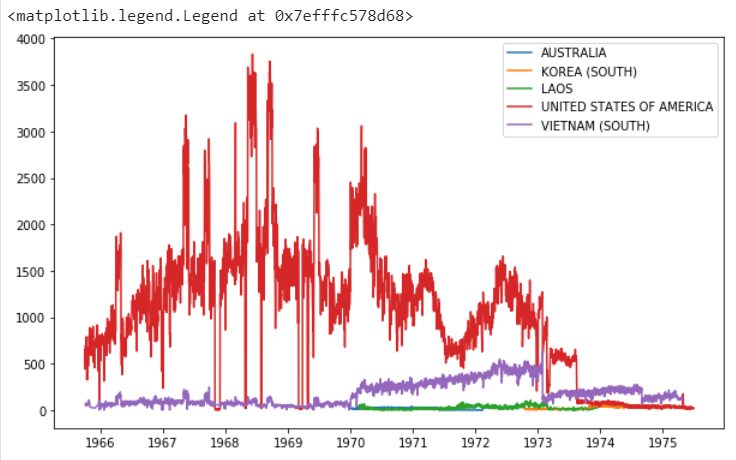 <matplotlib.legend.Legend at 0x7efffc578d68>
4000
3500
3000
2500
2000
1500
1000
500
0
AUSTRALIA
KOREA (SOUTH)
LAOS
UNITED STATES OF AMERICA
VIETNAM (SOUTH)
1966 1967 1968 1969 1970 1971 1972 1973 1974 1975